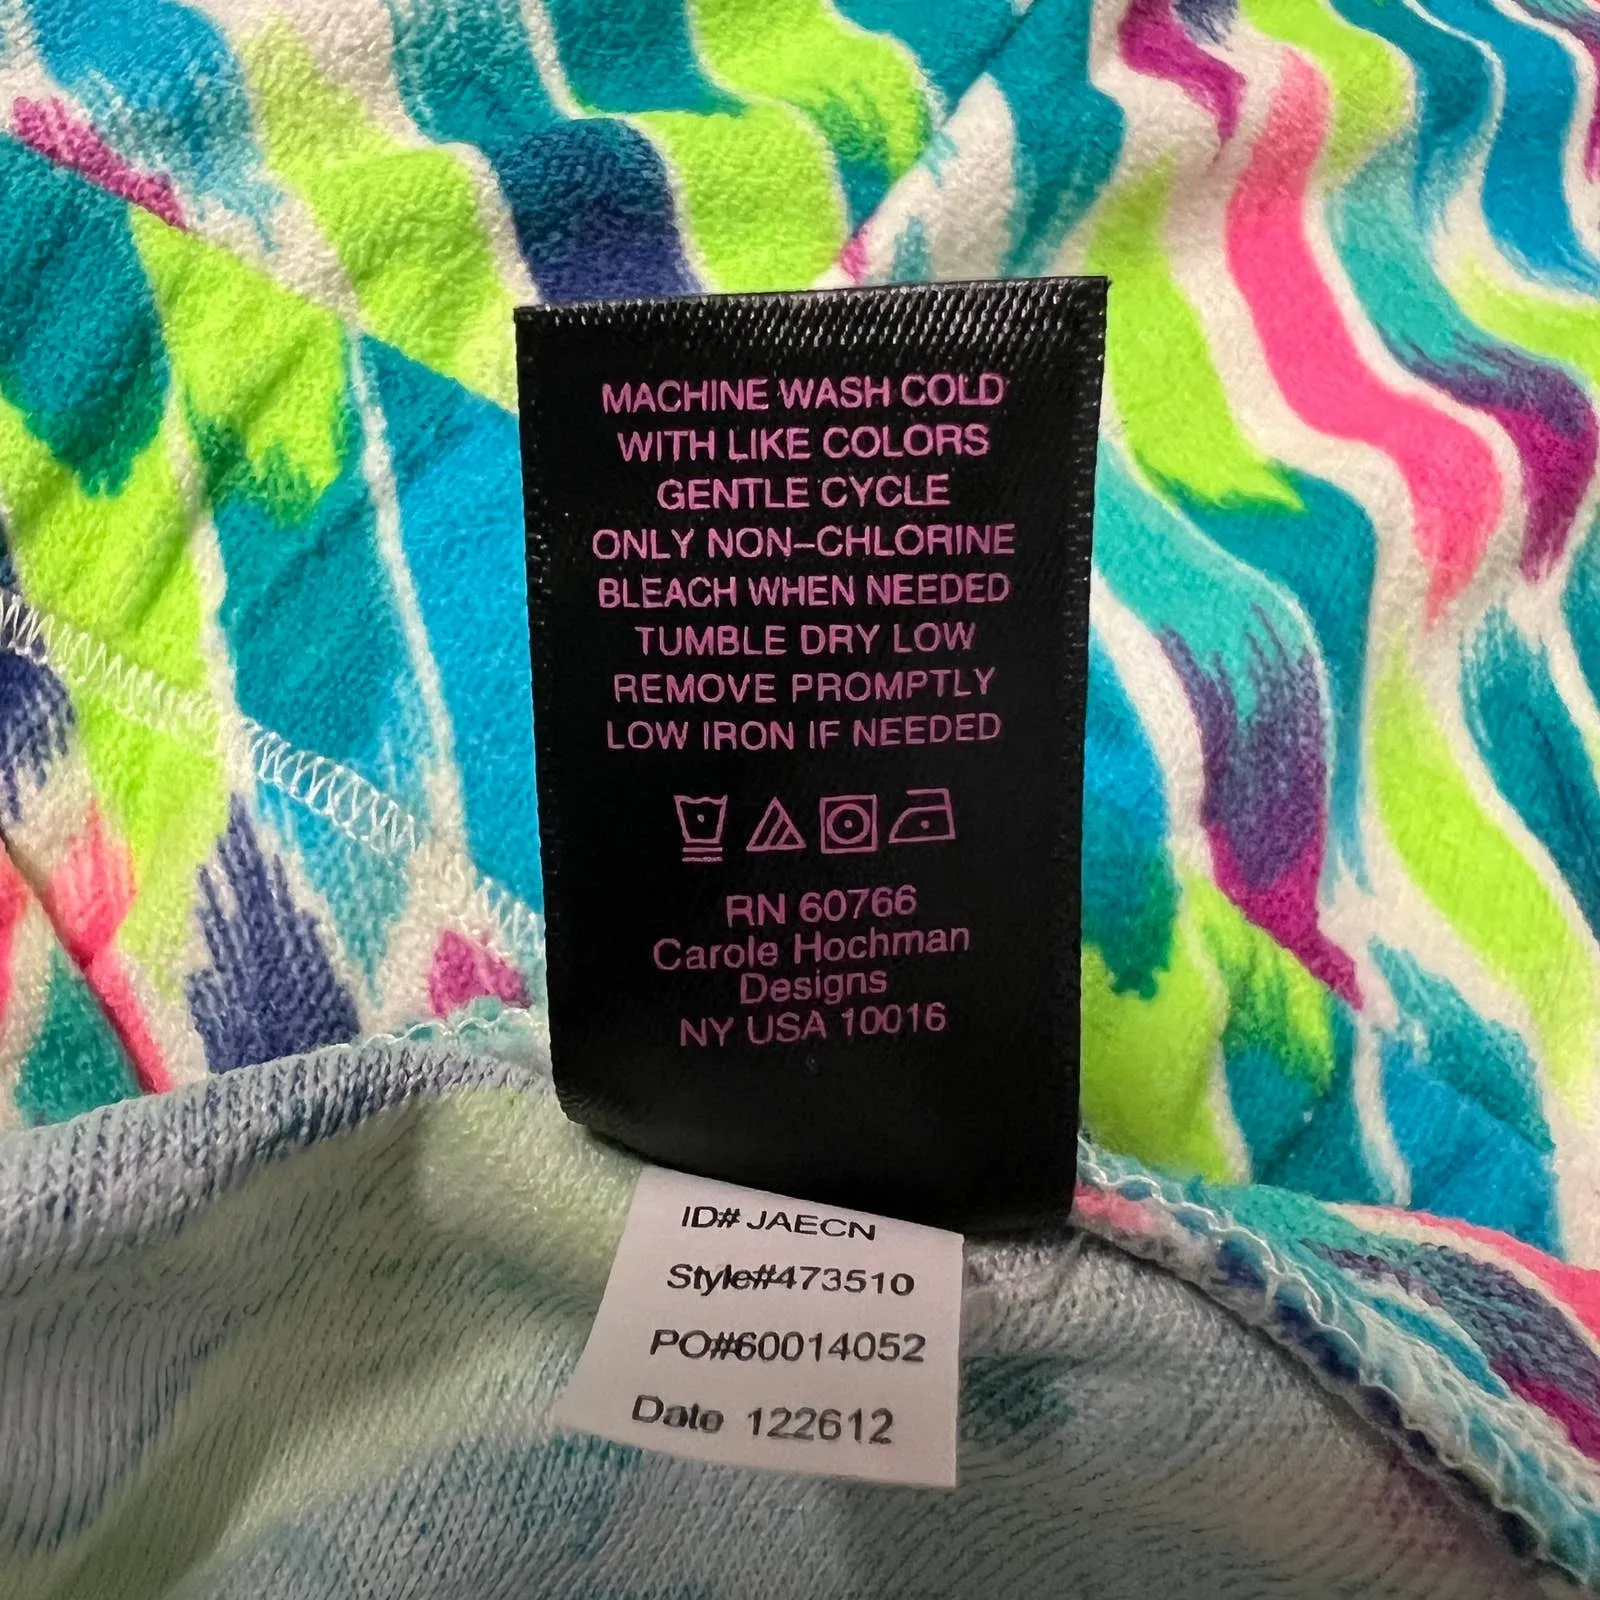 MACHINE WASH COLD
WITH LIKE COLORS
GENTLE CYCLE
ONLY NON-CHLORINE
BLEACH WHEN NEEDED
TUMBLE DRY LOW
REMOVE PROMPTLY
LOW IRON IF NEEDED
RN 60766
Carole Hochman
Designs
NY USA 10016
ID# JAECN
Style#473510
PO#60014052
Date 122612